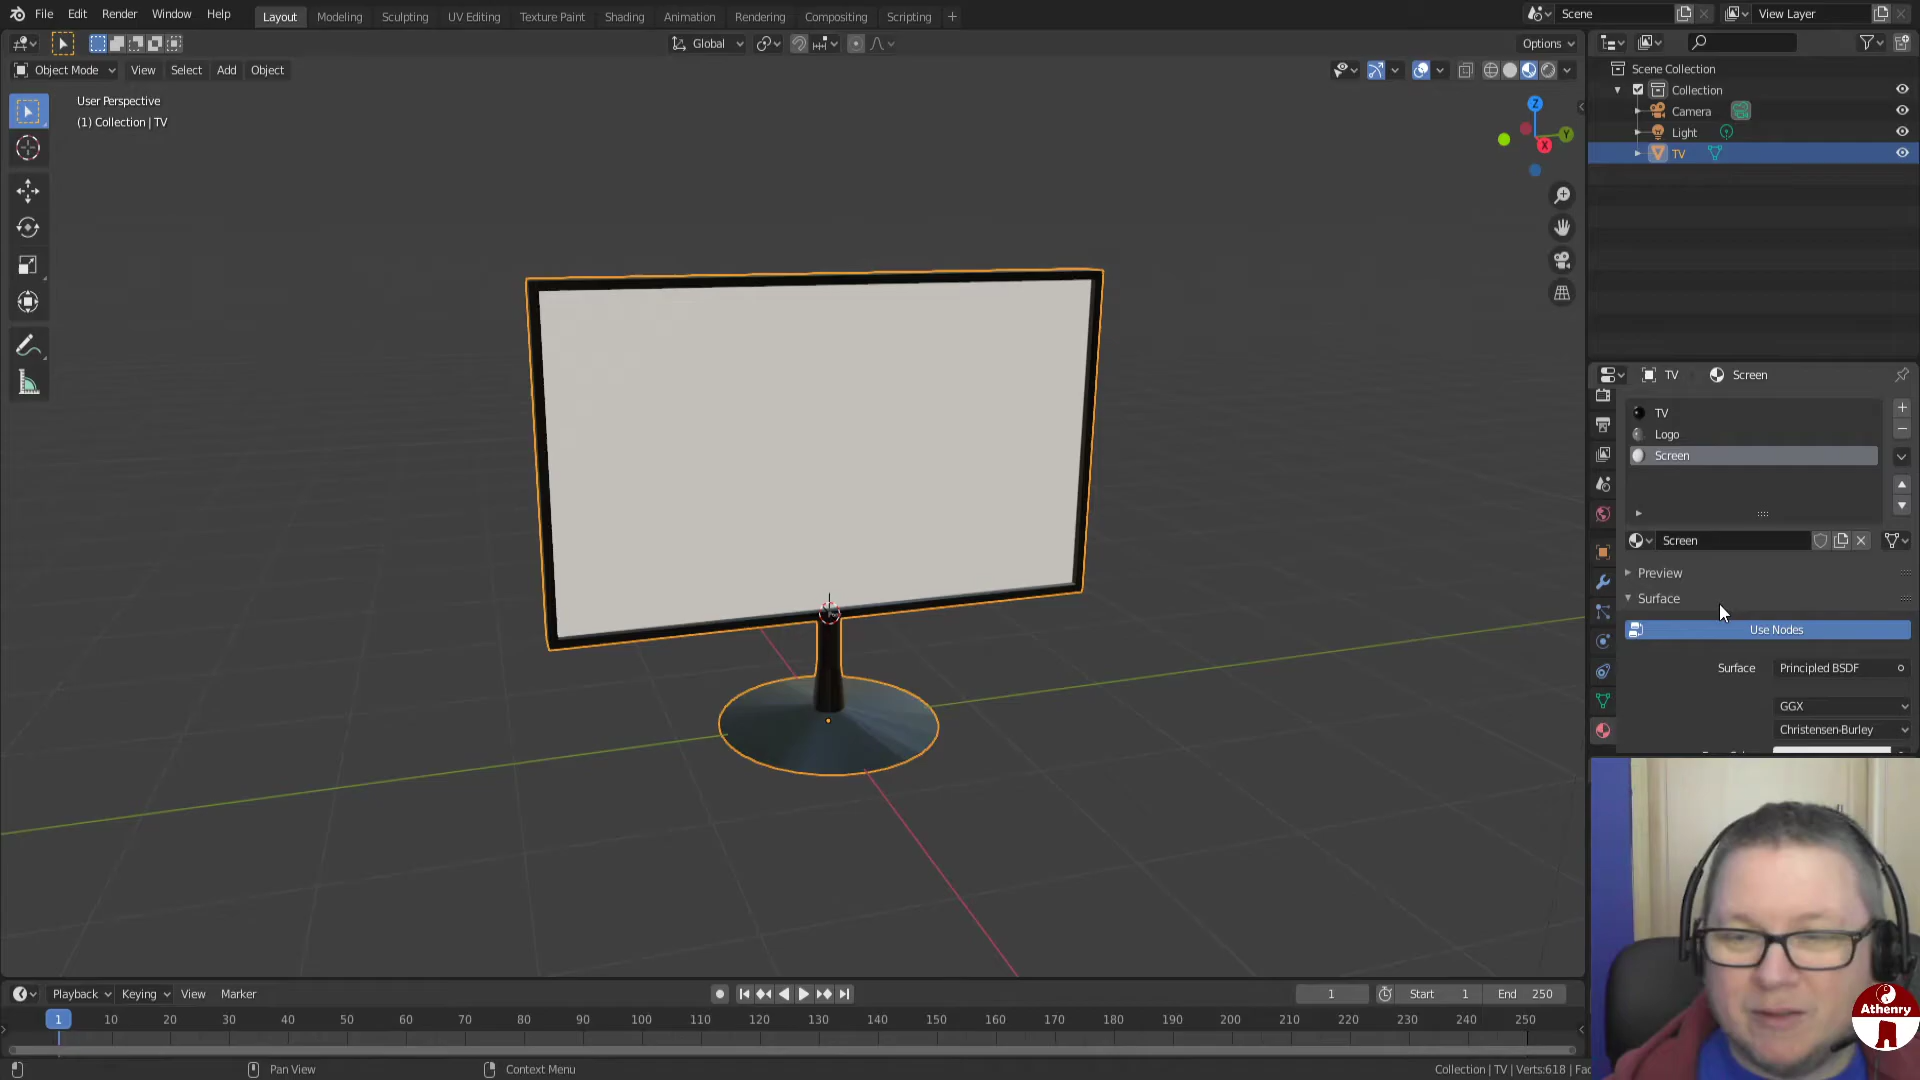 File Edit Render Window Help Layout Modeling Sculpting UV Editing Texture Paint Shading Animation Rendering Compositing Scripting + Scene View Layer
Global Options
Object Mode View Select Add Object
User Perspective
(1) Collection | TV
Z
Y
X
Scene Collection
Collection
Camera
Light
TV
TV Screen
TV
Logo
Screen
Screen
Preview
Surface
Use Nodes
Surface Principled BSDF
GGX
Christensen-Burley
Playback Keying View Marker 1 Start 1 End 250
1 10 20 30 40 50 60 70 80 90 100 110 120 130 140 150 160 170 180 190 200 210 220 230 240 250
Pan View Context Menu Collection | TV | Verts:618 | Fac
Athenry